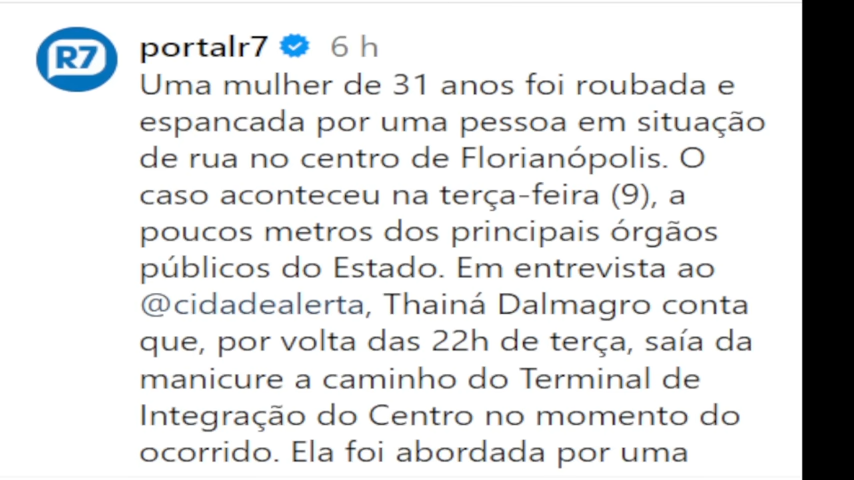 R7 portalr7 6 h
Uma mulher de 31 anos foi roubada e
espancada por uma pessoa em situação
de rua no centro de Florianópolis. O
caso aconteceu na terça-feira (9), a
poucos metros dos principais órgãos
públicos do Estado. Em entrevista ao
@cidadealerta, Thainá Dalmagro conta
que, por volta das 22h de terça, saía da
manicure a caminho do Terminal de
Integração do Centro no momento do
ocorrido. Ela foi abordada por uma